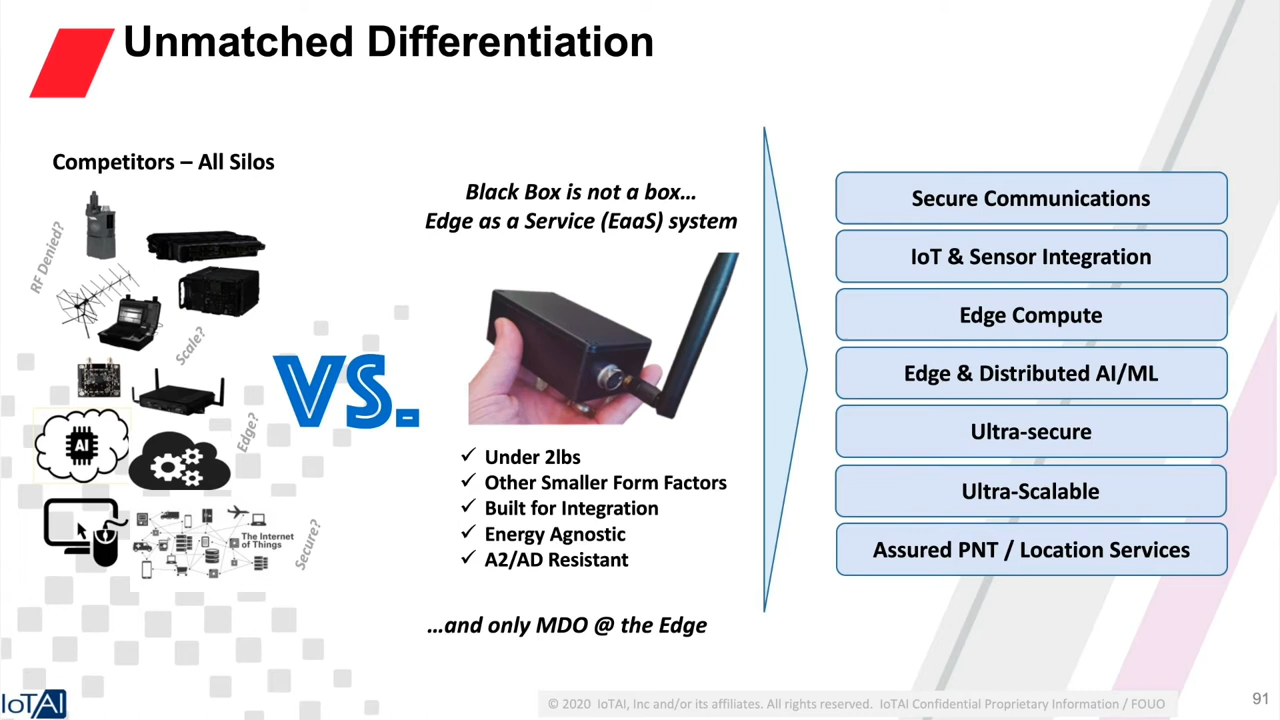 Unmatched Differentiation
Competitors – All Silos
RF Denied?
Scale?
Edge?
AI
The Internet
of Things
Secure?
VS.
Black Box is not a box…
Edge as a Service (EaaS) system
✓ Under 2lbs
✓ Other Smaller Form Factors
✓ Built for Integration
✓ Energy Agnostic
✓ A2/AD Resistant
…and only MDO @ the Edge
Secure Communications
IoT & Sensor Integration
Edge Compute
Edge & Distributed AI/ML
Ultra-secure
Ultra-Scalable
Assured PNT / Location Services
IoTAI
© 2020 IoTAI, Inc and/or its affiliates. All rights reserved. IoTAI Confidential Proprietary Information / FOUO
91